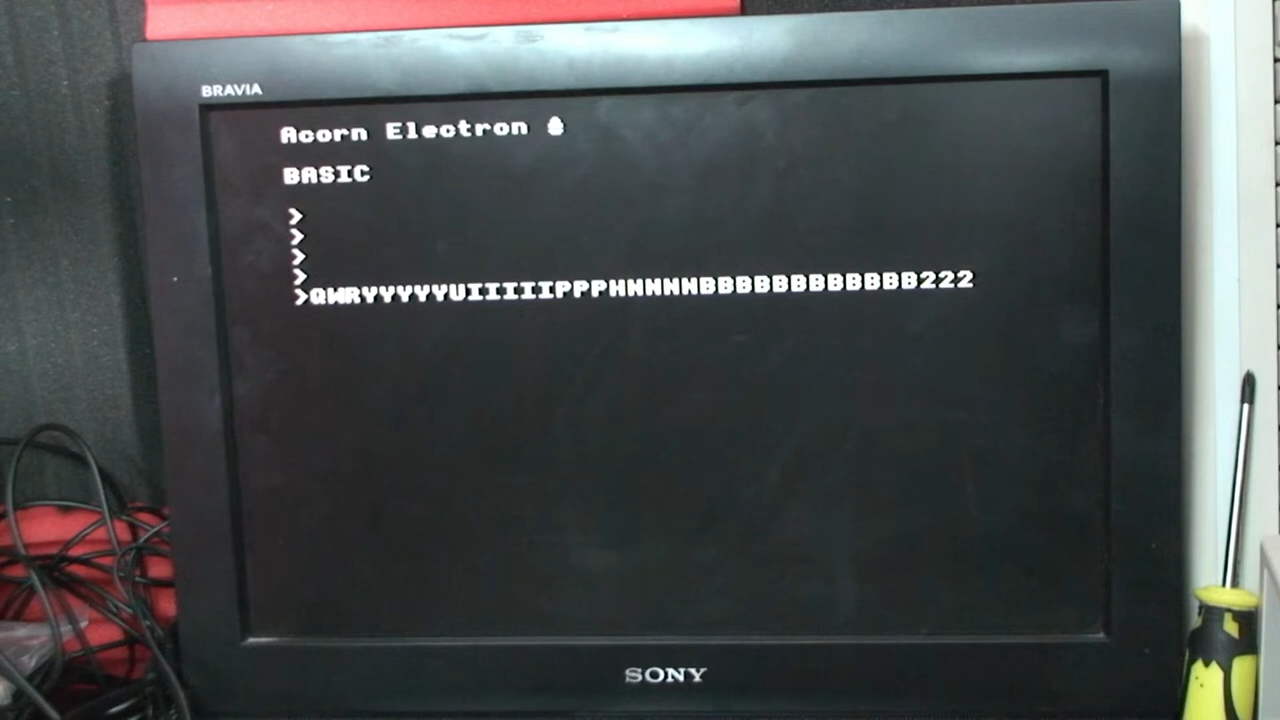 BRAVIA
Acorn Electron
BASIC
>
>
>
>
>QWRYYYYYUIIIIIPPPHNNNNBBBBBBBBBBBB222
SONY